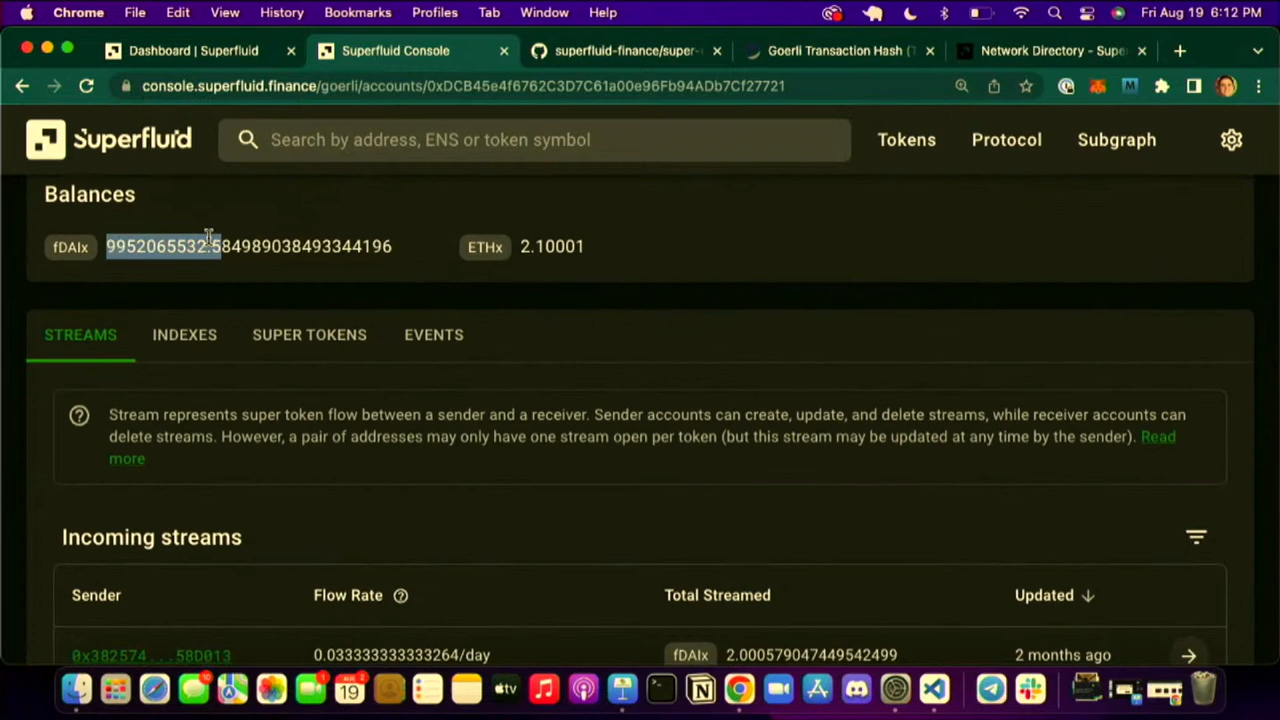 Chrome File Edit View History Bookmarks Profiles Tab Window Help Fri Aug 19 6:12 PM
Dashboard | Superfluid Superfluid Console superfluid-finance/super- Goerli Transaction Hash (T Network Directory - Supe
console.superfluid.finance/goerli/accounts/0xDCB45e4f6762C3D7C61a00e96Fb94ADb7Cf27721
Superfluid Search by address, ENS or token symbol Tokens Protocol Subgraph
Balances
fDAIx 9952065532.584989038493344196 ETHx 2.10001
STREAMS INDEXES SUPER TOKENS EVENTS
Stream represents super token flow between a sender and a receiver. Sender accounts can create, update, and delete streams, while receiver accounts can
delete streams. However, a pair of addresses may only have one stream open per token (but this stream may be updated at any time by the sender). Read
more
Incoming streams
Sender Flow Rate Total Streamed Updated
0x382574...58D013 0.033333333333264/day fDAIx 2.000579047449542499 2 months ago